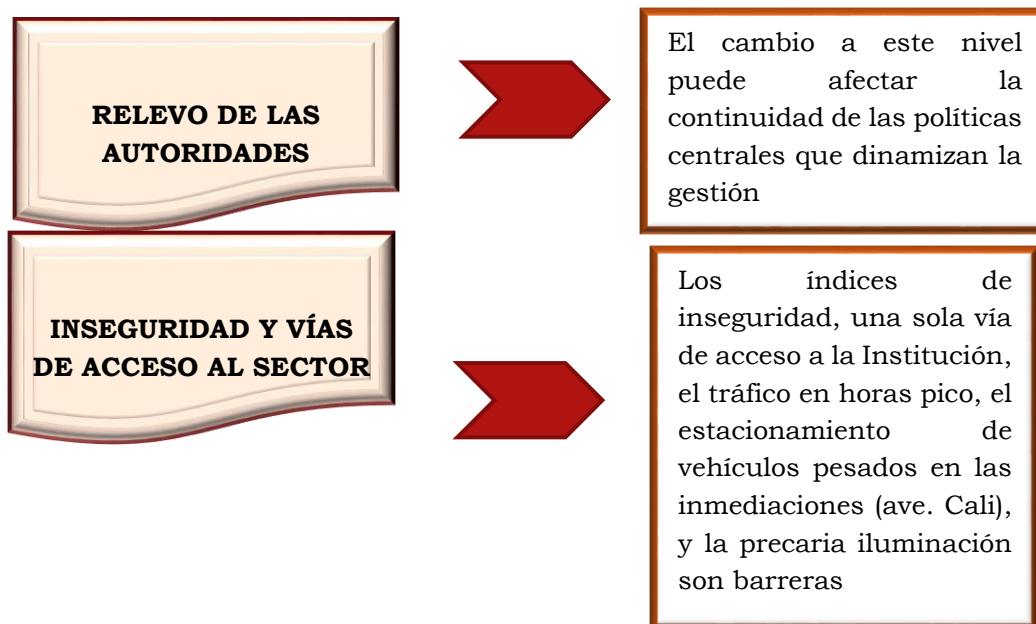 RELEVO DE LAS
AUTORIDADES
El cambio a este nivel
puede afectar la
continuidad de las políticas
centrales que dinamizan la
gestión
INSEGURIDAD Y VÍAS
DE ACCESO AL SECTOR
Los índices de
inseguridad, una sola vía
de acceso a la Institución,
el tráfico en horas pico, el
estacionamiento de
vehículos pesados en las
inmediaciones (ave. Cali),
y la precaria iluminación
son barreras